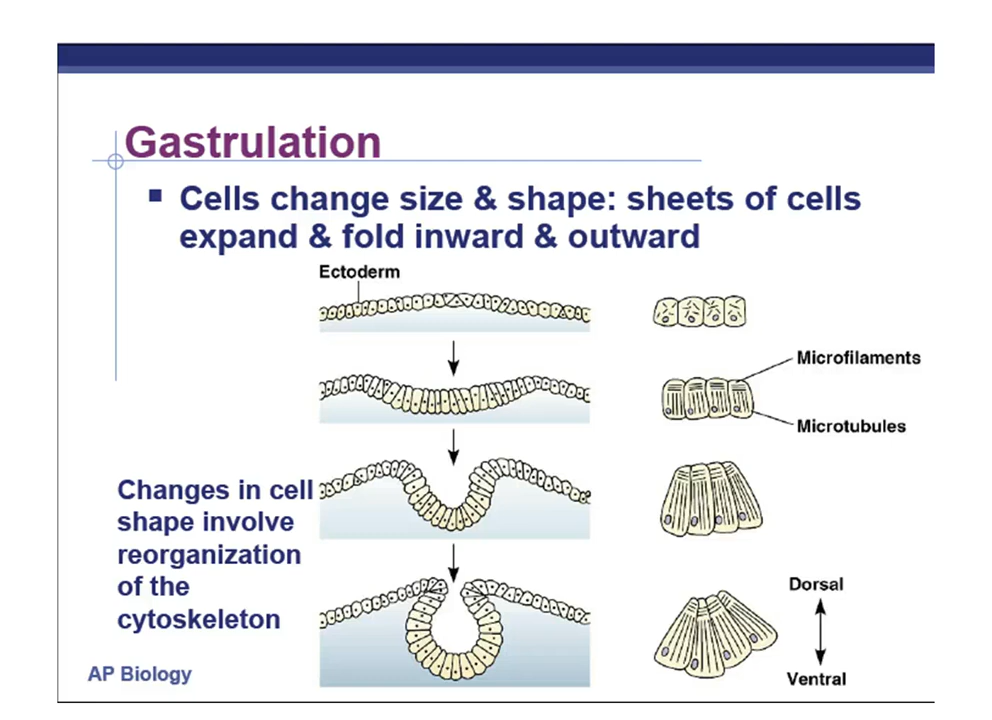 Gastrulation
Cells change size & shape: sheets of cells
expand & fold inward & outward
Ectoderm
Microfilaments
Microtubules
Changes in cell
shape involve
reorganization
of the
cytoskeleton
Dorsal
Ventral
AP Biology